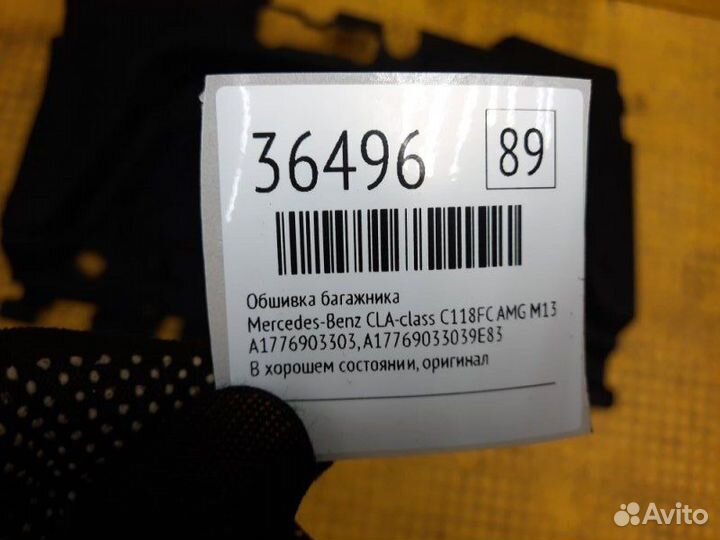 36496
89
Обшивка багажника
Mercedes-Benz CLA-class C118FC AMG M13
A1776903303,A17769033039E83
В хорошем состоянии, оригинал
Avito